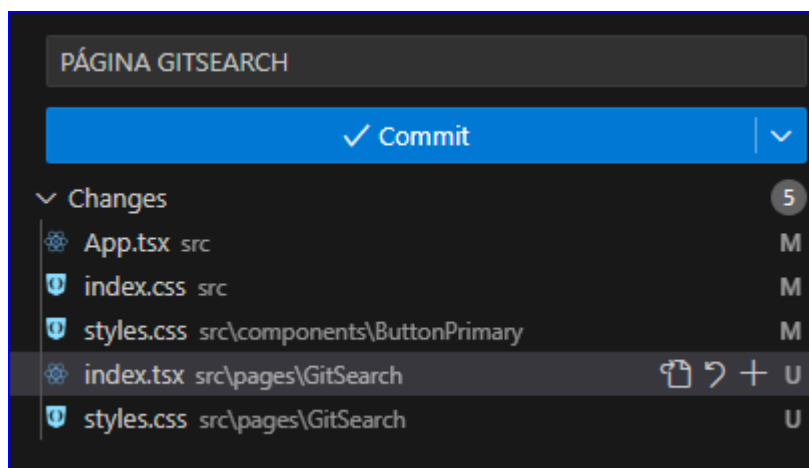 PÁGINA GITSEARCH
Commit
Changes 5
App.tsx src M
index.css src M
styles.css src\components\ButtonPrimary M
index.tsx src\pages\GitSearch U
styles.css src\pages\GitSearch U